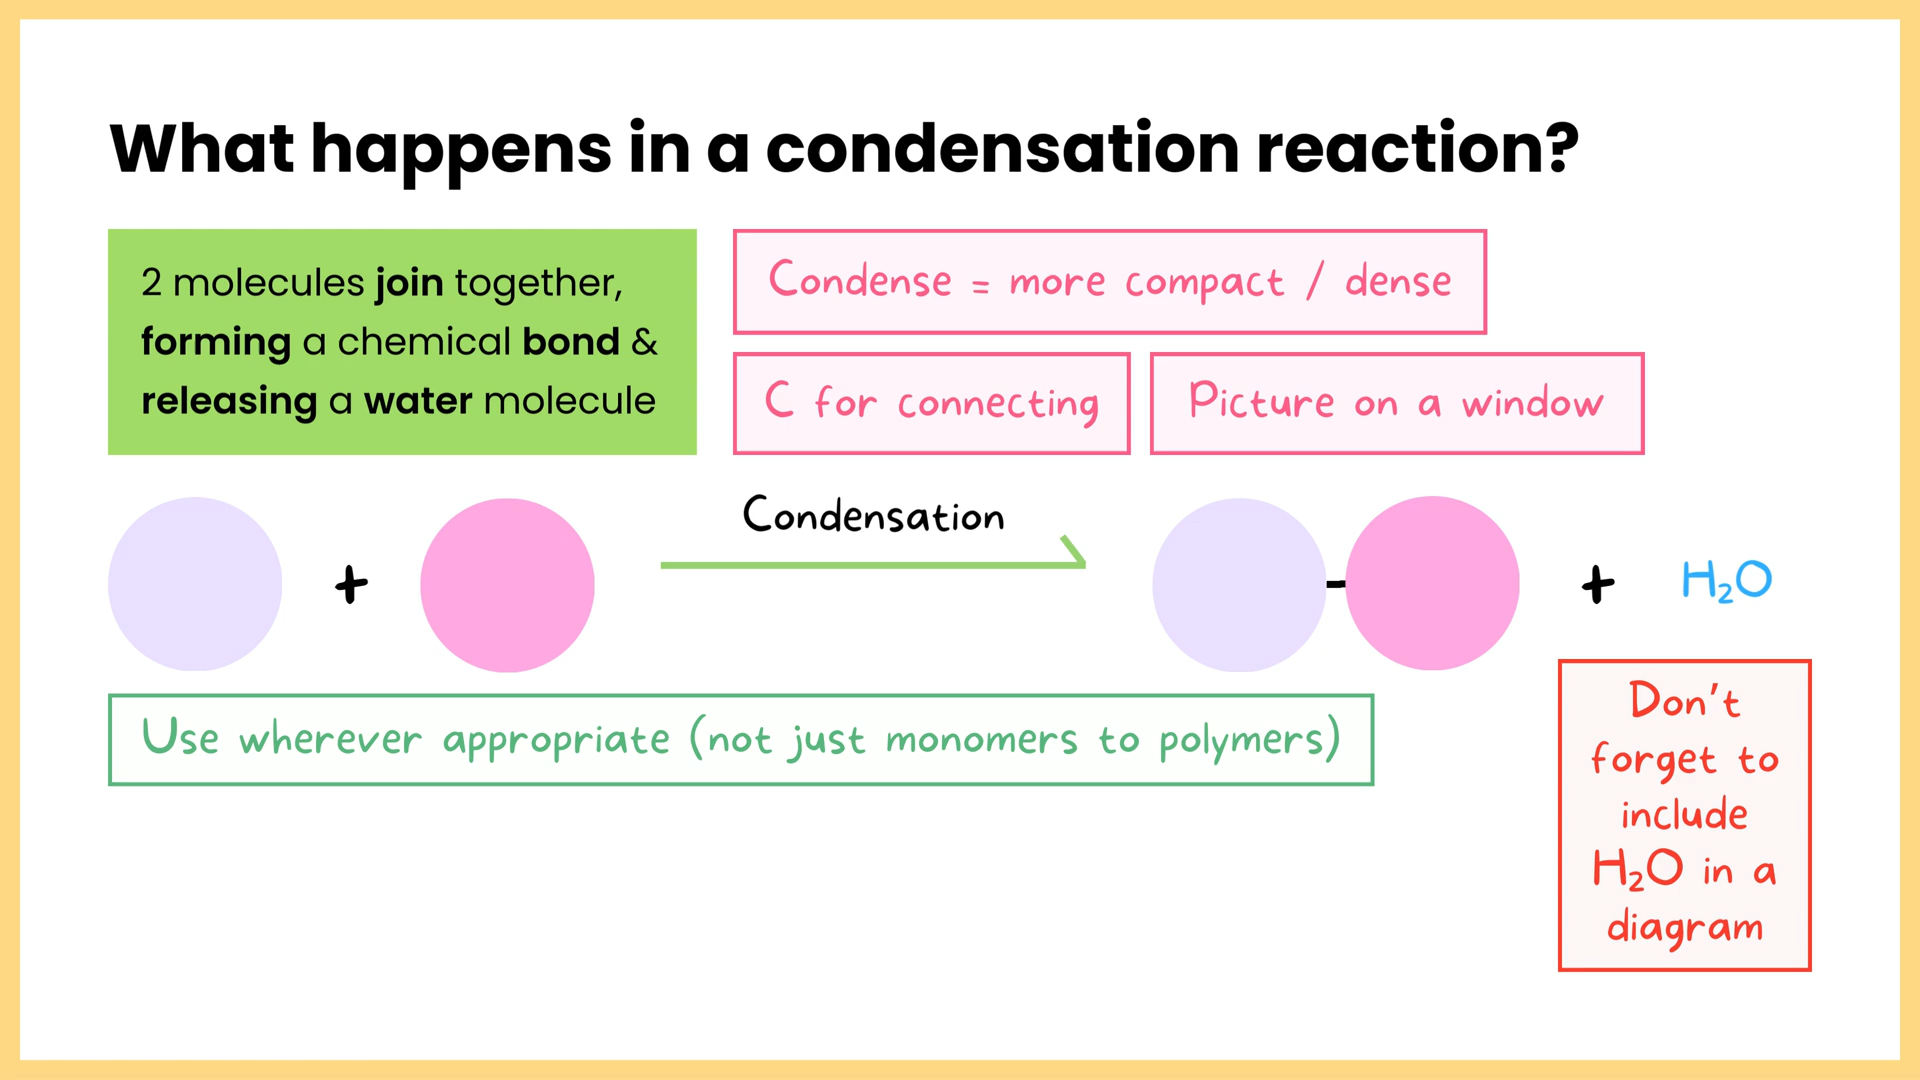 What happens in a condensation reaction?
2 molecules join together,
forming a chemical bond &
releasing a water molecule
Condense = more compact / dense
C for connecting
Picture on a window
Condensation
+
+
H₂O
Use wherever appropriate (not just monomers to polymers)
Don't
forget to
include
H₂O in a
diagram